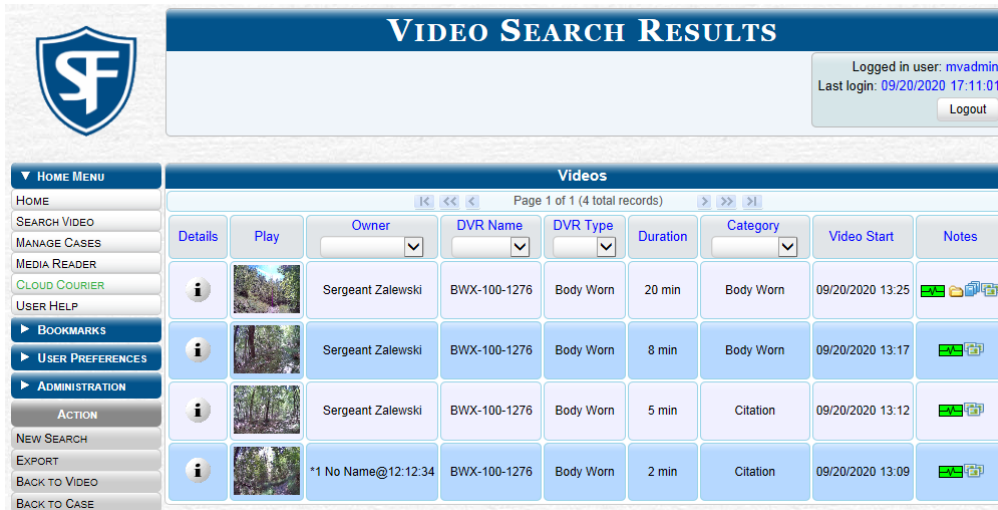 VIDEO SEARCH RESULTS
SF
Logged in user: mvadmin
Last login: 09/20/2020 17:11:01
Logout
▼ HOME MENU
HOME
SEARCH VIDEO
MANAGE CASES
MEDIA READER
CLOUD COURIER
USER HELP
▶ BOOKMARKS
▶ USER PREFERENCES
▶ ADMINISTRATION
ACTION
NEW SEARCH
EXPORT
BACK TO VIDEO
BACK TO CASE
Videos
|< << < Page 1 of 1 (4 total records) > >> >|
Details Play Owner DVR Name DVR Type Duration Category Video Start Notes
i Sergeant Zalewski BWX-100-1276 Body Worn 20 min Body Worn 09/20/2020 13:25
i Sergeant Zalewski BWX-100-1276 Body Worn 8 min Body Worn 09/20/2020 13:17
i Sergeant Zalewski BWX-100-1276 Body Worn 5 min Citation 09/20/2020 13:12
i *1 No Name@12:12:34 BWX-100-1276 Body Worn 2 min Citation 09/20/2020 13:09